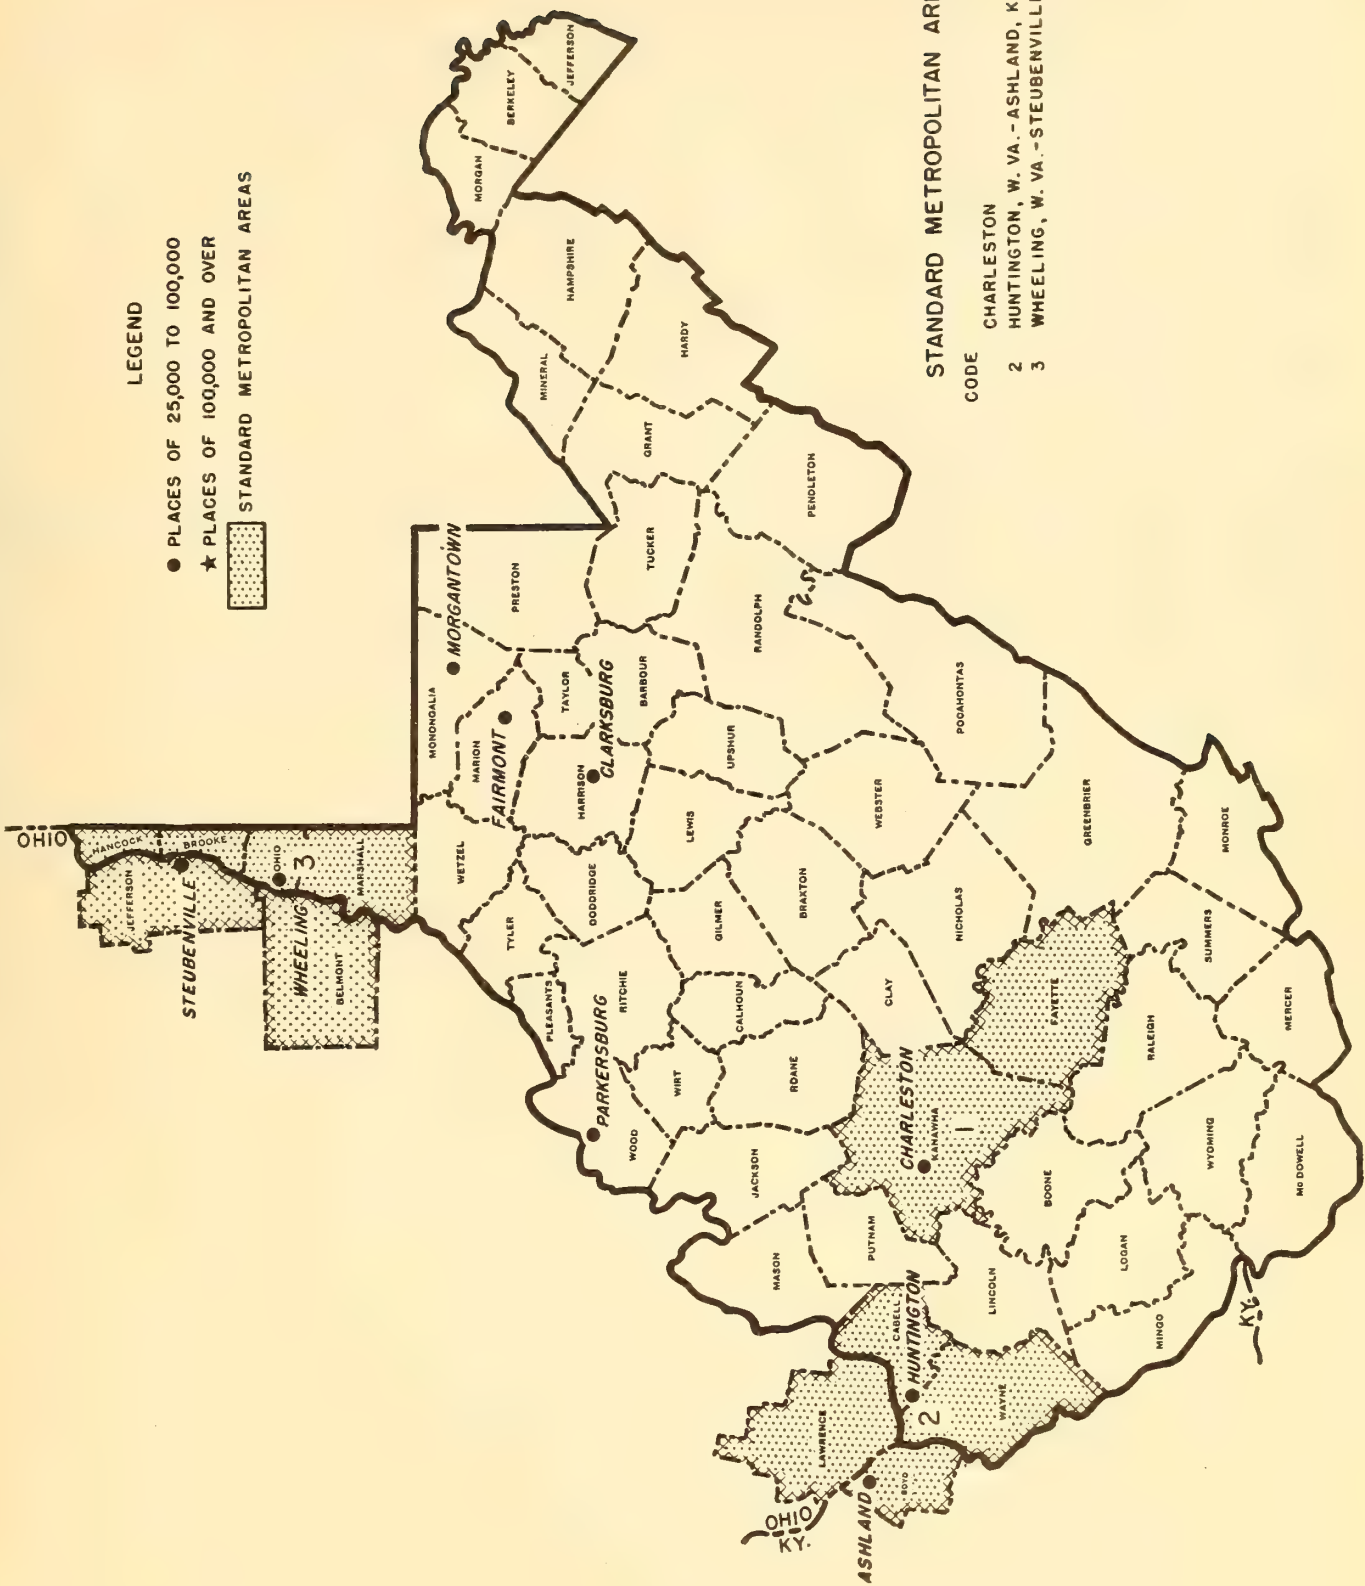 LEGEND
● PLACES OF 25,000 TO 100,000
★ PLACES OF 100,000 AND OVER
STANDARD METROPOLITAN AREAS
OHIO
HANCOCK
BROOKE
JEFFERSON
STEUBENVILLE
OHIO
3
WHEELING
MARSHALL
BELMONT
MORGAN
BERKELEY
JEFFERSON
HAMPSHIRE
MINERAL
HARDY
GRANT
PENDLETON
TUCKER
PRESTON
MORGANTOWN
MONONGALIA
MARION
FAIRMONT
TAYLOR
CLARKSBURG
HARRISON
BARBOUR
RANDOLPH
UPSHUR
LEWIS
WETZEL
TYLER
DODDRIDGE
PLEASANTS
RITCHIE
GILMER
BRAXTON
WEBSTER
POCAHONTAS
GREENBRIER
MONROE
NICHOLAS
CLAY
CALHOUN
WIRT
PARKERSBURG
WOOD
ROANE
JACKSON
MASON
PUTNAM
CHARLESTON
KANAWHA
1
FAYETTE
SUMMERS
RALEIGH
MERCER
WYOMING
MC DOWELL
BOONE
LOGAN
LINCOLN
MINGO
KY.
CABELL
HUNTINGTON
2
WAYNE
LAWRENCE
BOYD
ASHLAND
OHIO
KY.
STANDARD METROPOLITAN
CODE
CHARLESTON
2 HUNTINGTON, W. VA.-ASHLAND,
3 WHEELING, W. VA.-